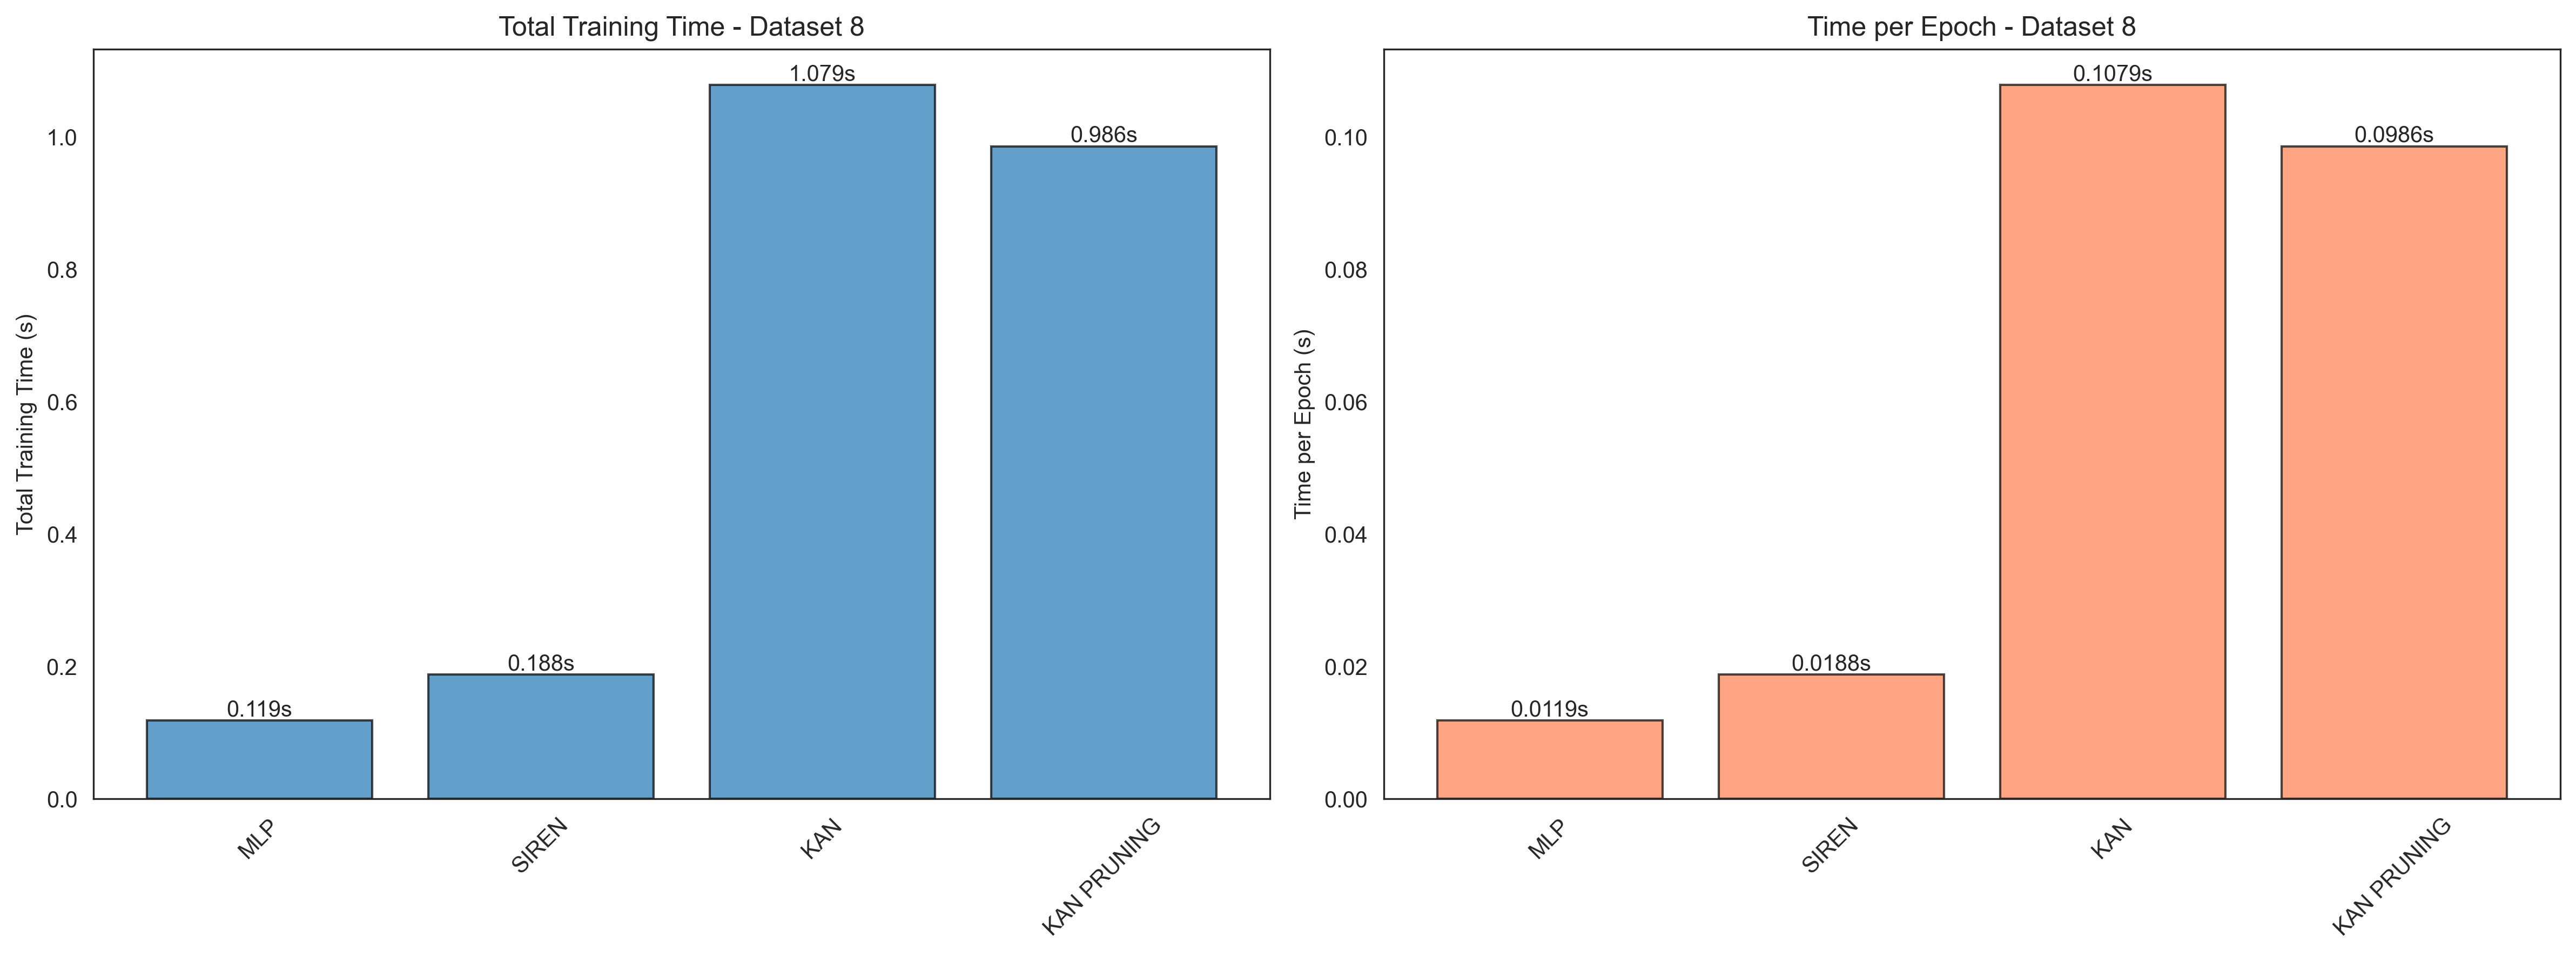 Total Training Time - Dataset 8
Total Training Time (s)
1.0
0.8
0.6
0.4
0.2
0.0
0.119s
0.188s
1.079s
0.986s
MLP
SIREN
KAN
KAN PRUNING
Time per Epoch - Dataset 8
Time per Epoch (s)
0.10
0.08
0.06
0.04
0.02
0.00
0.0119s
0.0188s
0.1079s
0.0986s
MLP
SIREN
KAN
KAN PRUNING